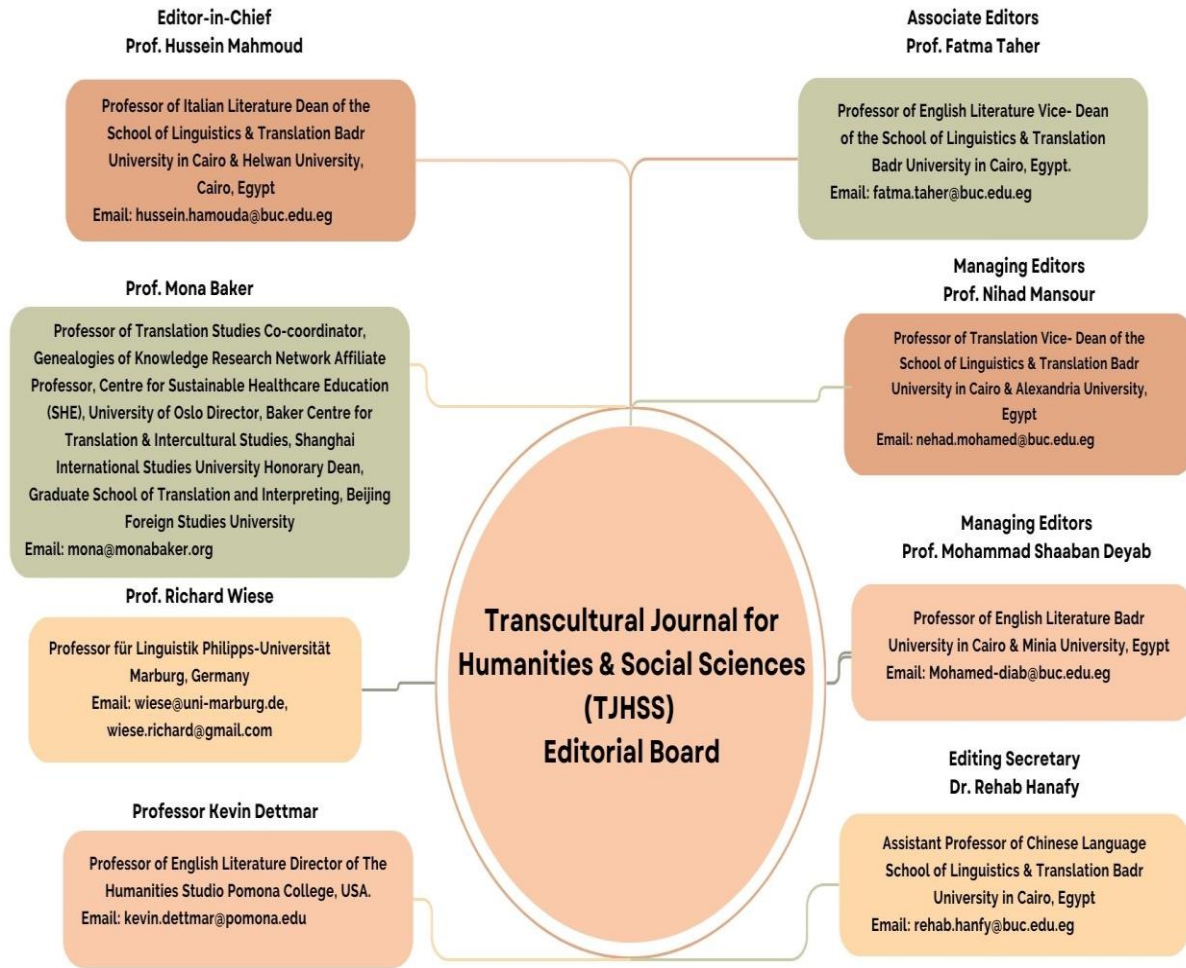 Editor-in-Chief
Prof. Hussein Mahmoud
Professor of Italian Literature Dean of the
School of Linguistics & Translation Badr
University in Cairo & Helwan University,
Cairo, Egypt
Email: hussein.hamouda@buc.edu.eg
Associate Editors
Prof. Fatma Taher
Professor of English Literature Vice- Dean
of the School of Linguistics & Translation
Badr University in Cairo, Egypt.
Email: fatma.taher@buc.edu.eg
Prof. Mona Baker
Professor of Translation Studies Co-coordinator,
Genealogies of Knowledge Research Network Affiliate
Professor, Centre for Sustainable Healthcare Education
(SHE), University of Oslo Director, Baker Centre for
Translation & Intercultural Studies, Shanghai
International Studies University Honorary Dean,
Graduate School of Translation and Interpreting, Beijing
Foreign Studies University
Email: mona@monabaker.org
Managing Editors
Prof. Nihad Mansour
Professor of Translation Vice- Dean of the
School of Linguistics & Translation Badr
University in Cairo & Alexandria University,
Egypt
Email: nehad.mohamed@buc.edu.eg
Managing Editors
Prof. Mohammad Shaaban Deyab
Professor of English Literature Badr
University in Cairo & Minia University, Egypt
Email: Mohamed-diab@buc.edu.eg
Prof. Richard Wiese
Professor für Linguistik Philipps-Universität
Marburg, Germany
Email: wiese@uni-marburg.de,
wiese.richard@gmail.com
Transcultural Journal for
Humanities & Social Sciences
(TJHSS)
Editorial Board
Professor Kevin Dettmar
Professor of English Literature Director of The
Humanities Studio Pomona College, USA.
Email: kevin.dettmar@pomona.edu
Editing Secretary
Dr. Rehab Hanafy
Assistant Professor of Chinese Language
School of Linguistics & Translation Badr
University in Cairo, Egypt
Email: rehab.hanfy@buc.edu.eg